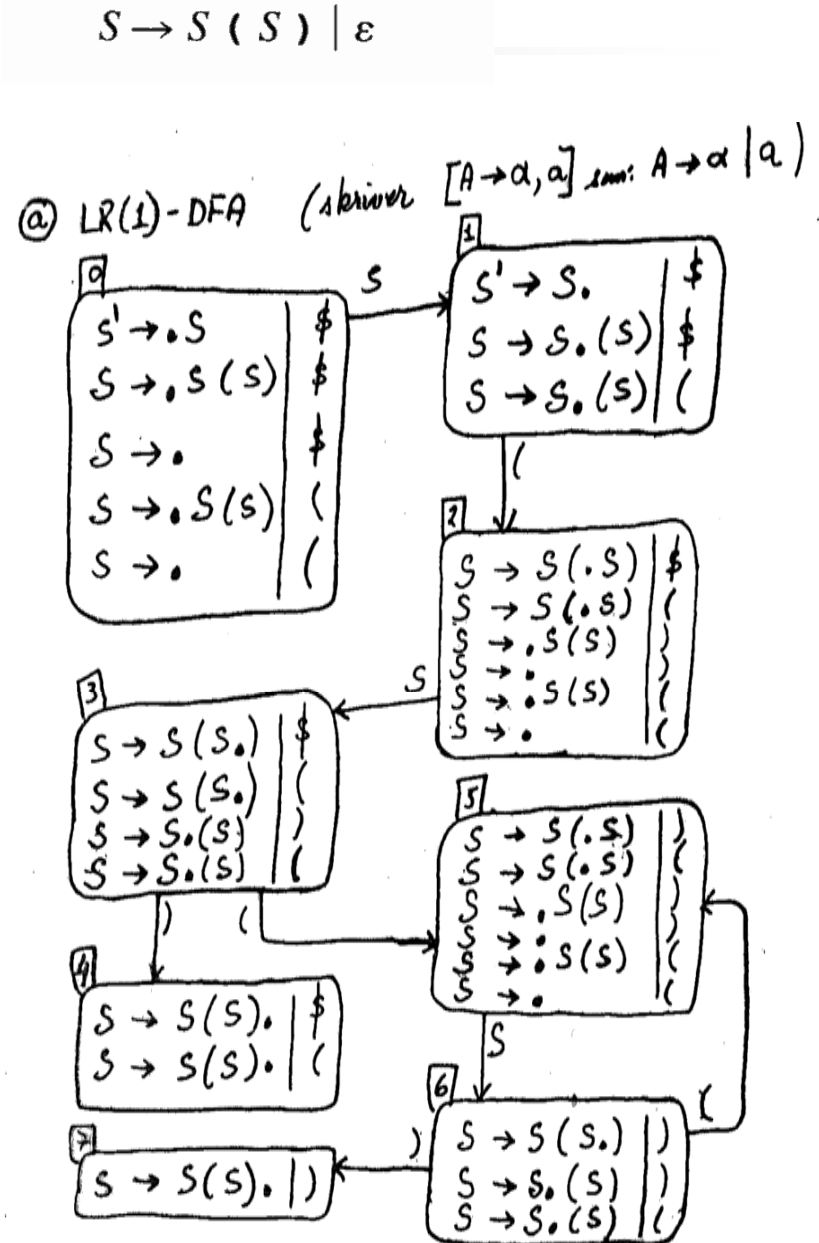 S → S ( S ) | ε
ⓐ LR(1)-DFA (skriver [A→α,a] som: A→α | a)
0
S' → .S | $
S → .S(S) | $
S → . | $
S → .S(S) | (
S → . | (
S
1
S' → S. | $
S → S.(S) | $
S → S.(S) | (
(
2
S → S(.S) | $
S → S(.S) | (
S → .S(S) | )
S → . | )
S → .S(S) | (
S → . | (
S
3
S → S(S.) | $
S → S(S.) | (
S → S.(S) | )
S → S.(S) | (
) (
4
S → S(S). | $
S → S(S). | (
5
S → S(.S) | )
S → S(.S) | (
S → .S(S) | )
S → . | )
S → .S(S) | (
S → . | (
S
(
6
S → S(S.) | )
S → S.(S) | )
S → S.(S) | (
)
7
S → S(S). | )